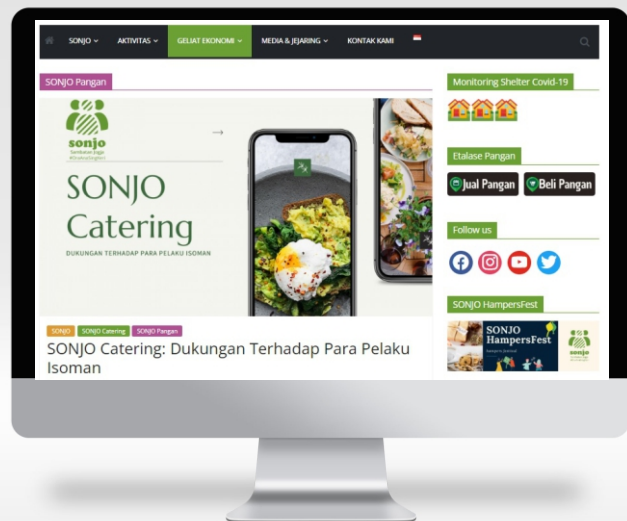 SONJO
AKTIVITAS
GELIAT EKONOMI
MEDIA & JEJARING
KONTAK KAMI
SONJO Pangan
sonjo
SONJO
Catering
DUKUNGAN TERHADAP PARA PELAKU ISOMAN
SONJO
SONJO Catering
SONJO Pangan
SONJO Catering: Dukungan Terhadap Para Pelaku
Isoman
Monitoring Shelter Covid-19
Etalase Pangan
Jual Pangan
Beli Pangan
Follow us
SONJO HampersFest
SONJO
HampersFest
sonjo